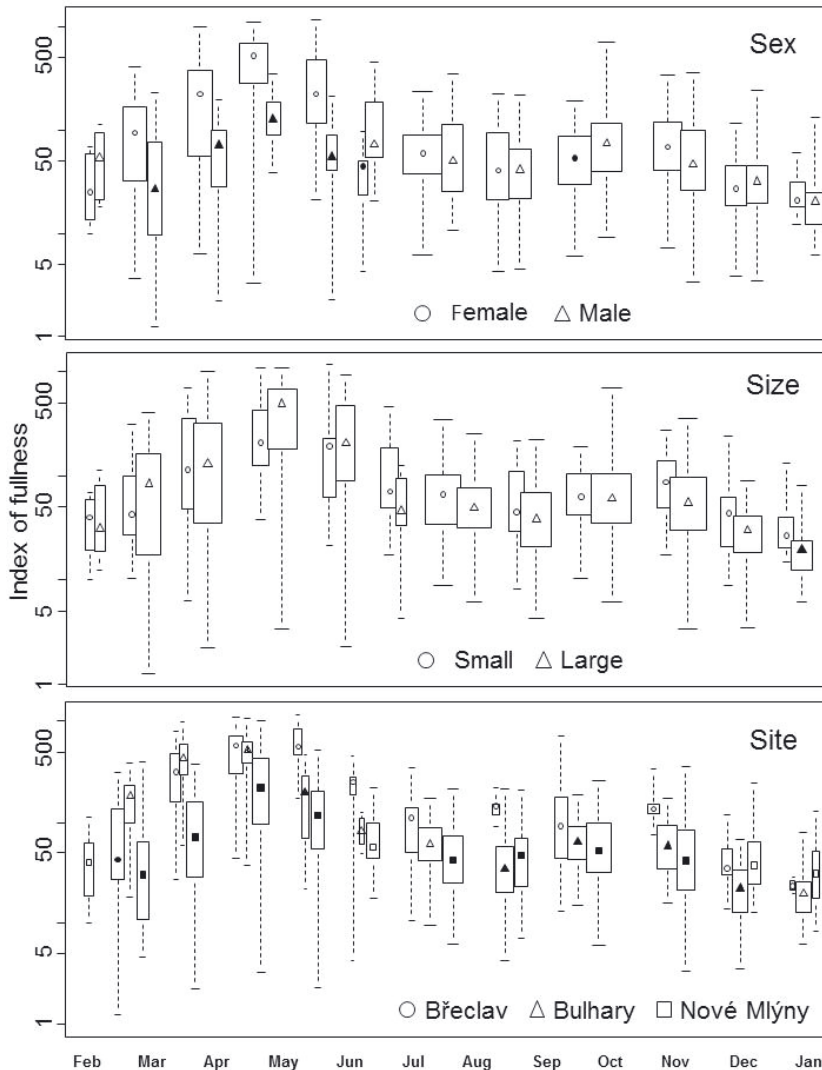 Index of fullness
Sex
500
50
5
1
○ Female △ Male
Size
500
50
5
1
○ Small △ Large
Site
500
50
5
1
○ Břeclav △ Bulhary □ Nové Mlýny
Feb Mar Apr May Jun Jul Aug Sep Oct Nov Dec Jan